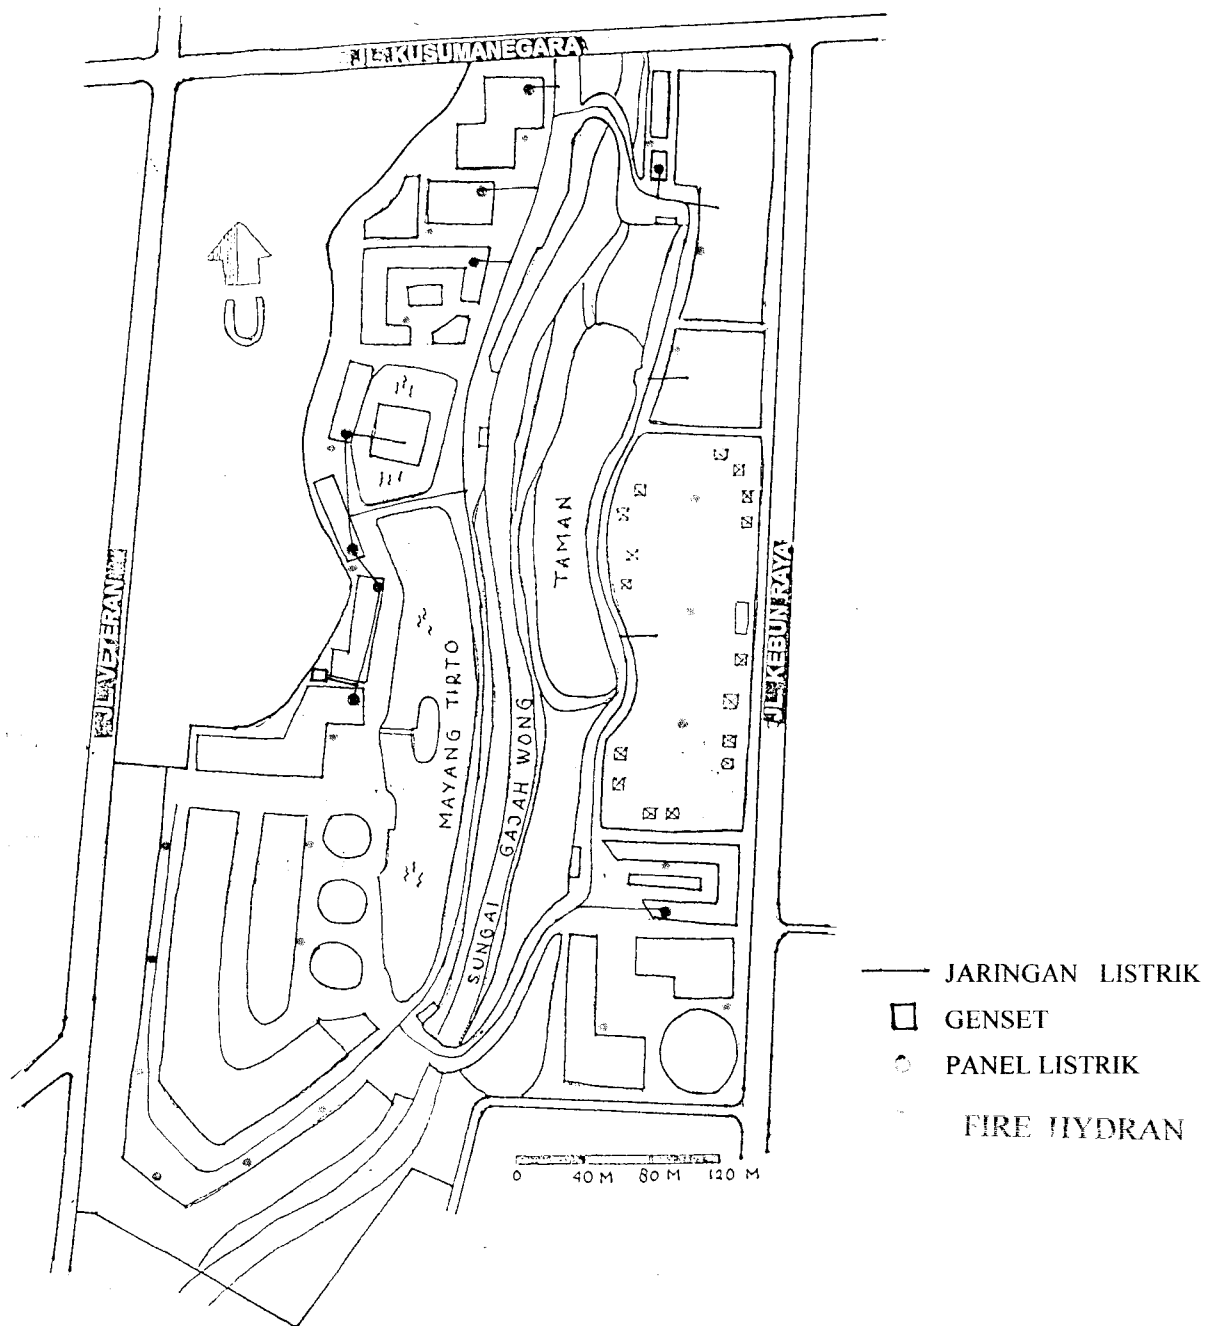 JL. KUSUMANEGARA
JL. VETERAN
U
TAMAN
JL. KEBUN RAYA
MAYANG TIRTO
SUNGAI GAJAH WONG
JARINGAN LISTRIK
GENSET
PANEL LISTRIK
FIRE HYDRAN
0 40 M 80 M 120 M